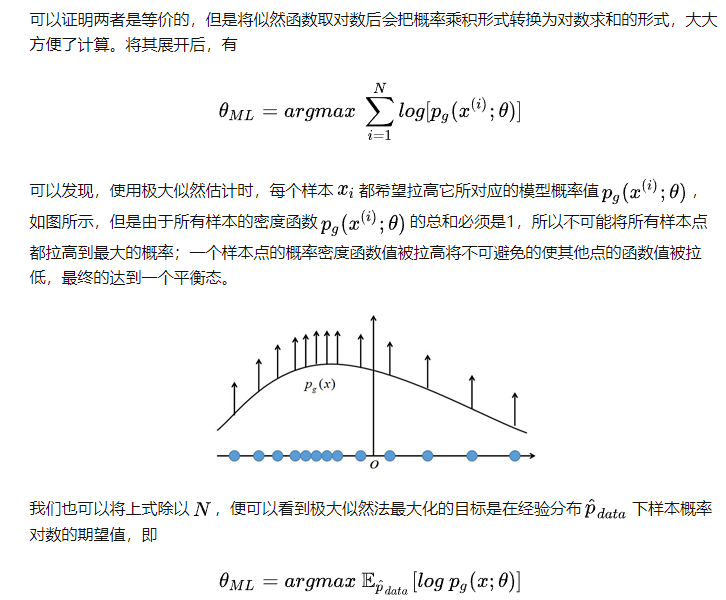 可以证明两者是等价的，但是将似然函数取对数后会把概率乘积形式转换为对数求和的形式，大大
方便了计算。将其展开后，有
θ_{ML} = argmax ∑_{i=1}^{N} log[p_g(x^{(i)}; θ)]
可以发现，使用极大似然估计时，每个样本 x_i 都希望拉高它所对应的模型概率值 p_g(x^{(i)}; θ) ，
如图所示，但是由于所有样本的密度函数 p_g(x^{(i)}; θ) 的总和必须是1，所以不可能将所有样本点
都拉高到最大的概率；一个样本点的概率密度函数值被拉高将不可避免的使其他点的函数值被拉
低，最终的达到一个平衡态。
p_g(x)
O
我们也可以将上式除以 N ，便可以看到极大似然法最大化的目标是在经验分布 p̂_{data} 下样本概率
对数的期望值，即
θ_{ML} = argmax 𝔼_{p̂_{data}} [log p_g(x; θ)]